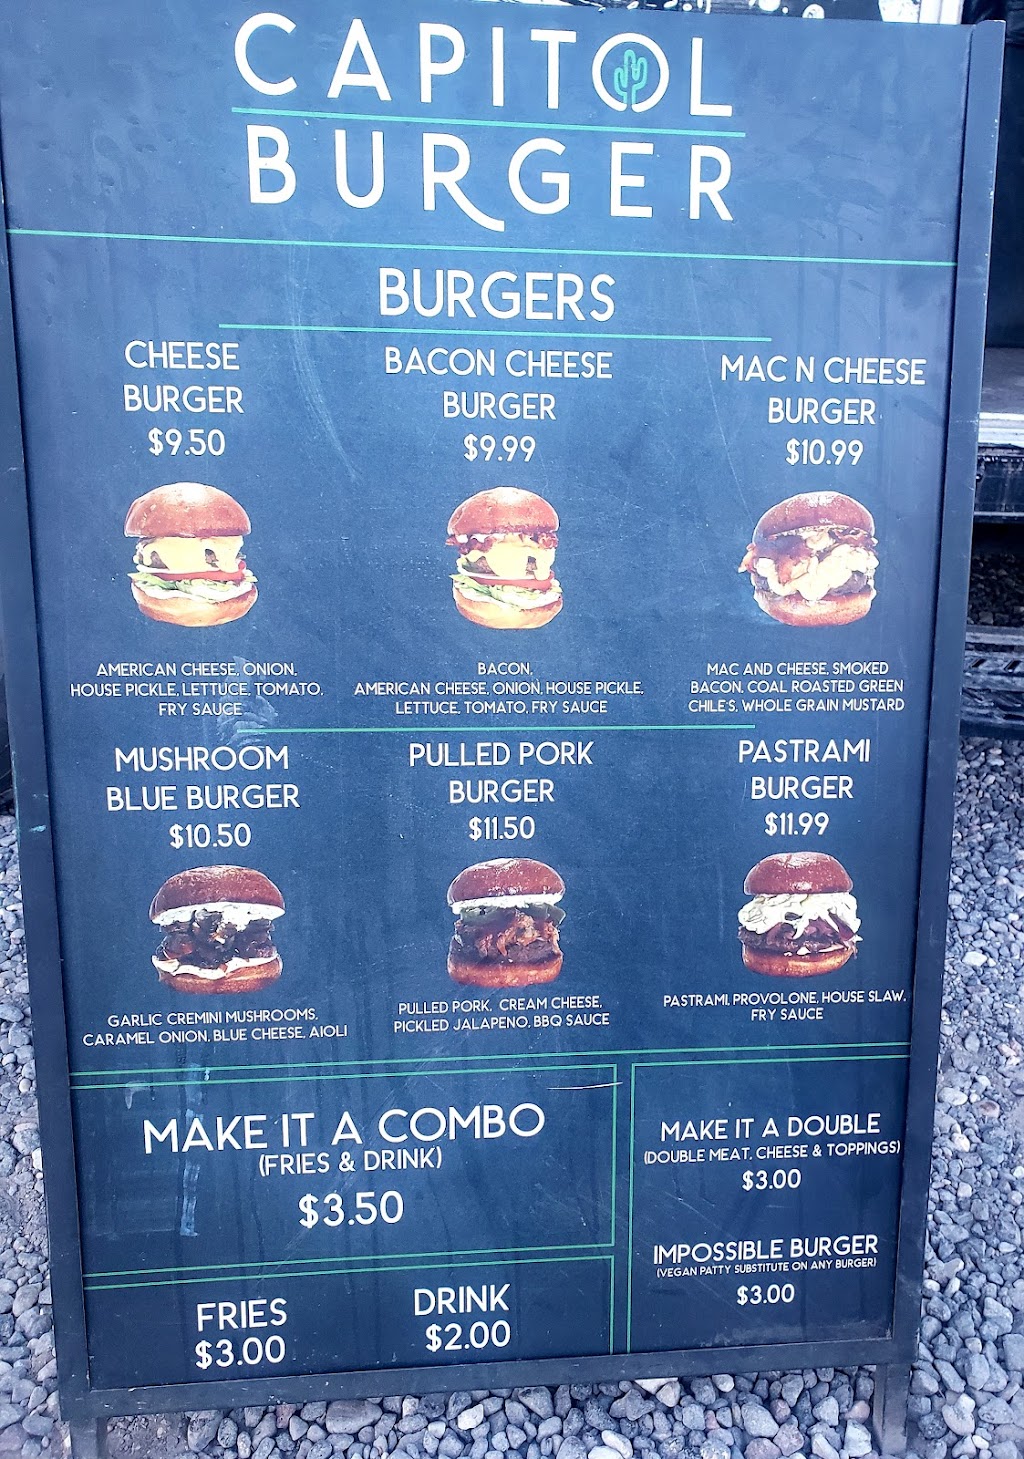 CAPITOL
BURGER
BURGERS
CHEESE
BURGER
$9.50
AMERICAN CHEESE, ONION,
HOUSE PICKLE, LETTUCE, TOMATO,
FRY SAUCE
BACON CHEESE
BURGER
$9.99
BACON,
AMERICAN CHEESE, ONION, HOUSE PICKLE,
LETTUCE, TOMATO, FRY SAUCE
MAC N CHEESE
BURGER
$10.99
MAC AND CHEESE, SMOKED
BACON, COAL ROASTED GREEN
CHILE'S, WHOLE GRAIN MUSTARD
MUSHROOM
BLUE BURGER
$10.50
GARLIC CREMINI MUSHROOMS,
CARAMEL ONION, BLUE CHEESE, AIOLI
PULLED PORK
BURGER
$11.50
PULLED PORK, CREAM CHEESE,
PICKLED JALAPENO, BBQ SAUCE
PASTRAMI
BURGER
$11.99
PASTRAMI, PROVOLONE, HOUSE SLAW,
FRY SAUCE
MAKE IT A COMBO
(FRIES & DRINK)
$3.50
MAKE IT A DOUBLE
(DOUBLE MEAT, CHEESE & TOPPINGS)
$3.00
IMPOSSIBLE BURGER
(VEGAN PATTY SUBSTITUTE ON ANY BURGER)
$3.00
FRIES
$3.00
DRINK
$2.00